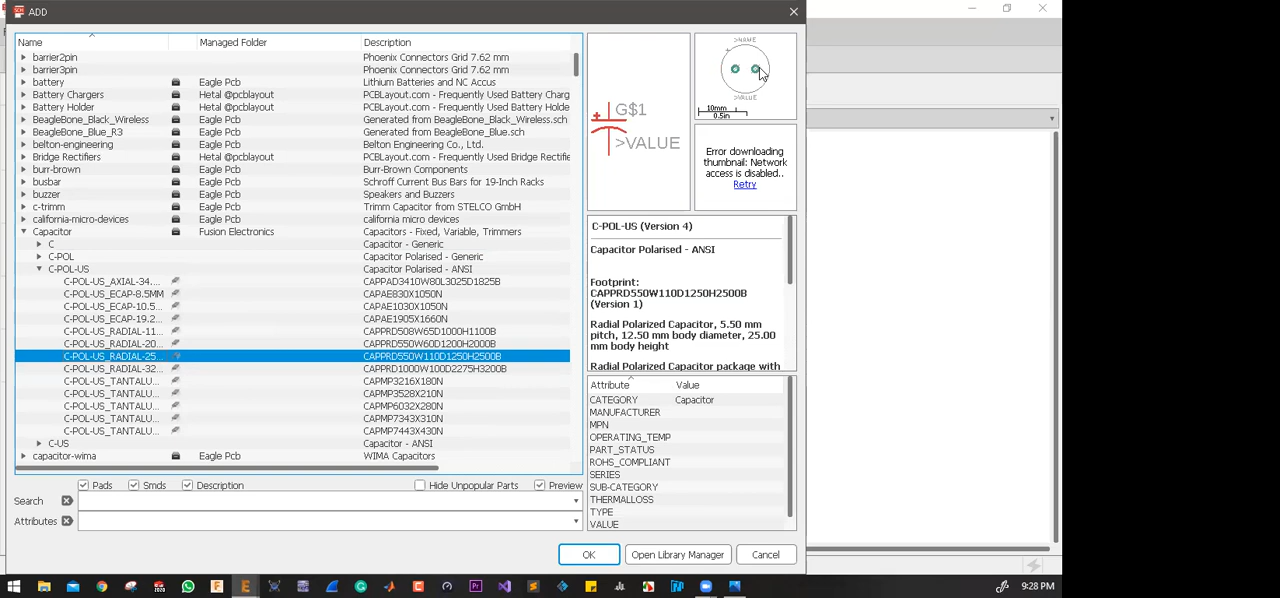 ADD
Name Managed Folder Description
barrier2pin Phoenix Connectors Grid 7.62 mm
barrier3pin Phoenix Connectors Grid 7.62 mm
battery Eagle Pcb Lithium Batteries and NC Accus
Battery Chargers Hetal @pcblayout PCBLayout.com - Frequently Used Battery Charg
Battery Holder Hetal @pcblayout PCBLayout.com - Frequently Used Battery Holde
BeagleBone_Black_Wireless Eagle Pcb Generated from BeagleBone_Black_Wireless.sch
BeagleBone_Blue_R3 Eagle Pcb Generated from BeagleBone_Blue.sch
belton-engineering Eagle Pcb Belton Engineering Co., Ltd.
Bridge Rectifiers Hetal @pcblayout PCBLayout.com - Frequently Used Bridge Rectifie
burr-brown Eagle Pcb Burr-Brown Components
busbar Eagle Pcb Schroff Current Bus Bars for 19-Inch Racks
buzzer Eagle Pcb Speakers and Buzzers
c-trimm Eagle Pcb Trimm Capacitor from STELCO GmbH
california-micro-devices Eagle Pcb california micro devices
Capacitor Fusion Electronics Capacitors - Fixed, Variable, Trimmers
C Capacitor - Generic
C-POL Capacitor Polarised - Generic
C-POL-US Capacitor Polarised - ANSI
C-POL-US_AXIAL-34.... CAPPAD3410W80L3025D1825B
C-POL-US_ECAP-8.5MM CAPAE830X1050N
C-POL-US_ECAP-10.5... CAPAE1030X1050N
C-POL-US_ECAP-19.2... CAPAE1905X1660N
C-POL-US_RADIAL-11... CAPPRD508W65D1000H1100B
C-POL-US_RADIAL-20... CAPPRD550W60D1200H2000B
C-POL-US_RADIAL-25... CAPPRD550W110D1250H2500B
C-POL-US_RADIAL-32... CAPPRD1000W100D2275H3200B
C-POL-US_TANTALU... CAPMP3216X180N
C-POL-US_TANTALU... CAPMP3528X210N
C-POL-US_TANTALU... CAPMP6032X280N
C-POL-US_TANTALU... CAPMP7343X310N
C-POL-US_TANTALU... CAPMP7443X430N
C-US Capacitor - ANSI
capacitor-wima Eagle Pcb WIMA Capacitors
Pads Smds Description Hide Unpopular Parts Preview
Search
Attributes
G$1
>VALUE
>NAME
>VALUE
10mm
0.5in
Error downloading
thumbnail: Network
access is disabled..
Retry
C-POL-US (Version 4)
Capacitor Polarised - ANSI
Footprint:
CAPPRD550W110D1250H2500B
(Version 1)
Radial Polarized Capacitor, 5.50 mm
pitch, 12.50 mm body diameter, 25.00
mm body height
Radial Polarized Capacitor package with
Attribute Value
CATEGORY Capacitor
MANUFACTURER
MPN
OPERATING_TEMP
PART_STATUS
ROHS_COMPLIANT
SERIES
SUB-CATEGORY
THERMALLOSS
TYPE
VALUE
OK Open Library Manager Cancel
9:28 PM